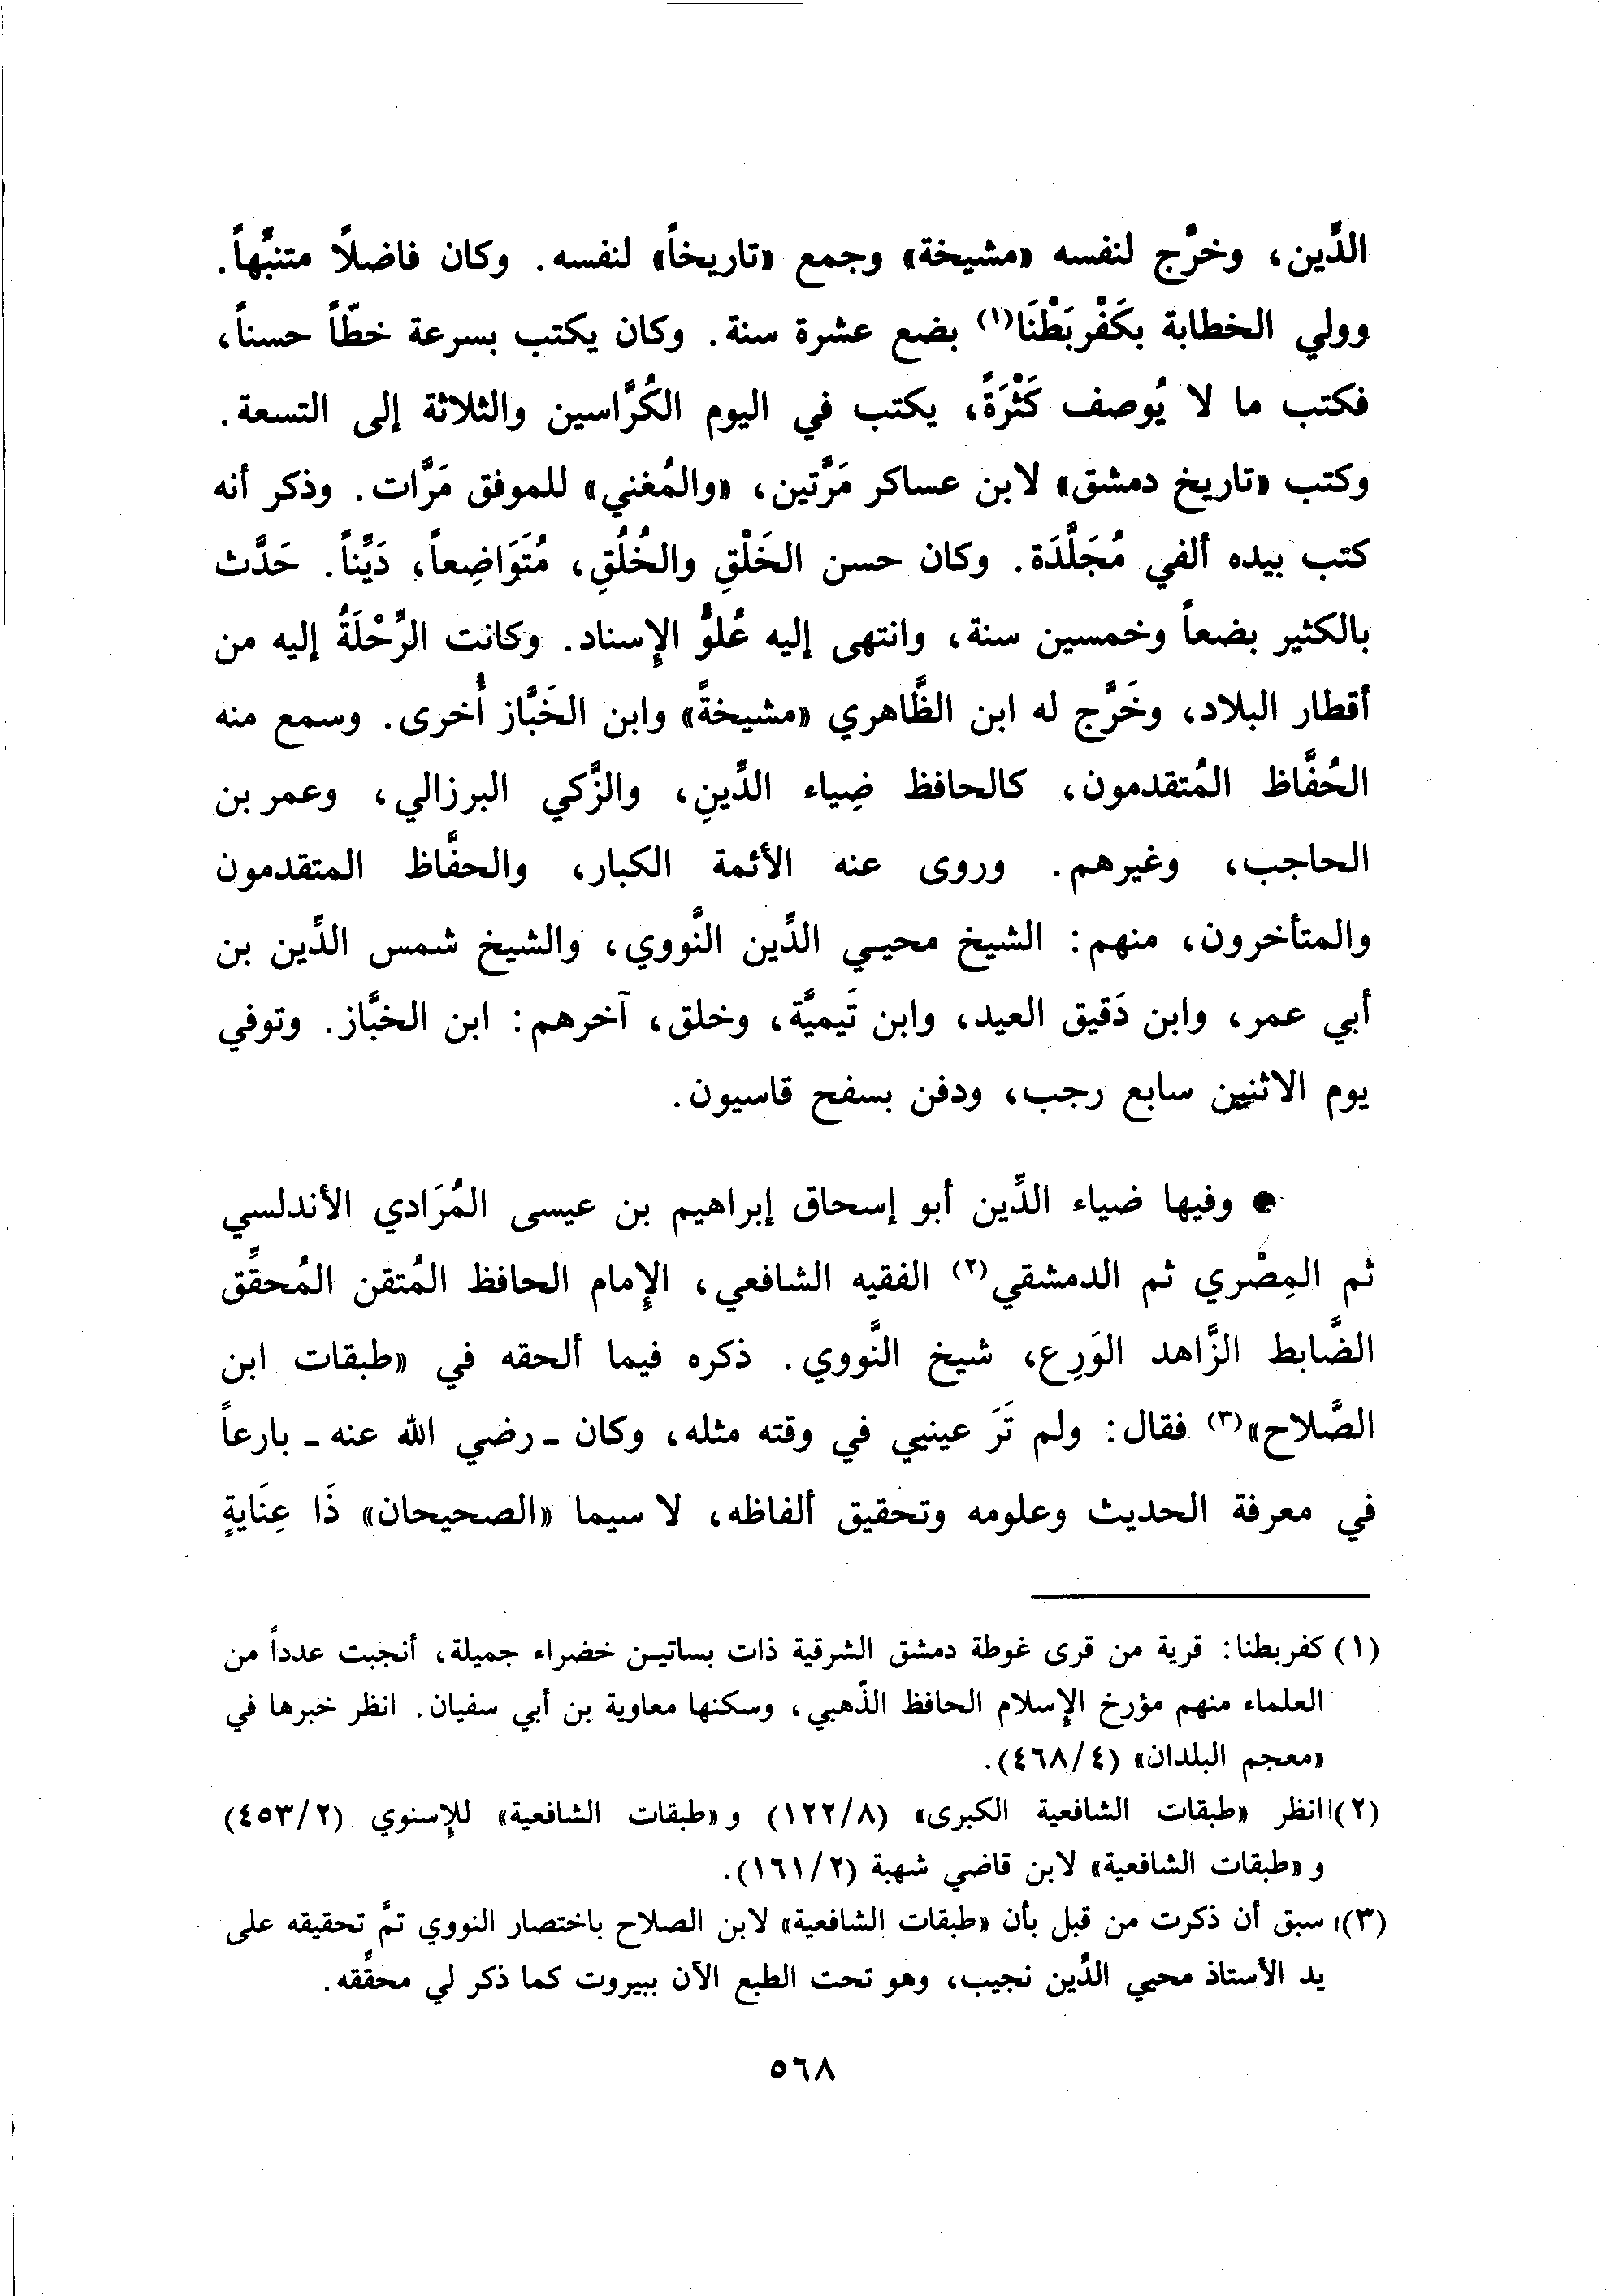 الدِّين، وخرَّج لنفسه «مشيخة» وجمع «تاريخاً» لنفسه. وكان فاضلًا متنبِّهاً.
وولي الخطابة بكَفْربَطْنَا(١) بضع عشرة سنة. وكان يكتب بسرعة خطّاً حسناً،
فكتب ما لا يُوصف كَثْرَةً، يكتب في اليوم الكُرَّاسين والثلاثة إلى التسعة.
وكتب «تاريخ دمشق» لابن عساكر مَرَّتين، «والمُغني» للموفق مَرَّات. وذكر أنه
كتب بيده ألفي مُجَلَّدَة. وكان حسن الخَلْقِ والخُلُقِ، مُتَوَاضِعاً، دَيِّناً. حَدَّث
بالكثير بضعاً وخمسين سنة، وانتهى إليه عُلوُّ الإسناد. وكانت الرِّحْلَةُ إليه من
أقطار البلاد، وخَرَّج له ابن الظَّاهري «مشيخةً» وابن الخَبَّاز أُخرى. وسمع منه
الحُفَّاظ المُتقدمون، كالحافظ ضِياء الدِّينِ، والزَّكي البرزالي، وعمر بن
الحاجب، وغيرهم. وروى عنه الأئمة الكبار، والحفَّاظ المتقدمون
والمتأخرون، منهم: الشيخ محيي الدِّين النَّووي، والشيخ شمس الدِّين بن
أبي عمر، وابن دَقيق العيد، وابن تَيميَّة، وخلق، آخرهم: ابن الخبَّاز. وتوفي
يوم الاثنين سابع رجب، ودفن بسفح قاسيون.
● وفيها ضياء الدِّين أبو إسحاق إبراهيم بن عيسى المُرَادي الأندلسي
ثم المِصْري ثم الدمشقي(٢) الفقيه الشافعي، الإمام الحافظ المُتقن المُحقِّق
الضَّابط الزَّاهد الوَرِع، شيخ النَّووي. ذكره فيما ألحقه في «طبقات ابن
الصَّلاح»(٣) فقال: ولم تَرَ عينيي في وقته مثله، وكان ـ رضي الله عنه ـ بارعاً
في معرفة الحديث وعلومه وتحقيق ألفاظه، لا سيما «الصحيحان» ذَا عِنَايةٍ
(١) كفربطنا: قرية من قرى غوطة دمشق الشرقية ذات بساتين خضراء جميلة، أنجبت عدداً من
العلماء منهم مؤرخ الإسلام الحافظ الذّهبي، وسكنها معاوية بن أبي سفيان. انظر خبرها في
«معجم البلدان» (٤/٤٦٨).
(٢) انظر «طبقات الشافعية الكبرى» (٨/١٢٢) و «طبقات الشافعية» للإسنوي (٢/٤٥٣)
و «طبقات الشافعية» لابن قاضي شهبة (٢/١٦١).
(٣) سبق أن ذكرت من قبل بأن «طبقات الشافعية» لابن الصلاح باختصار النووي تمَّ تحقيقه على
يد الأستاذ محيي الدِّين نجيب، وهو تحت الطبع الآن ببيروت كما ذكر لي محقِّقه.
٥٦٨